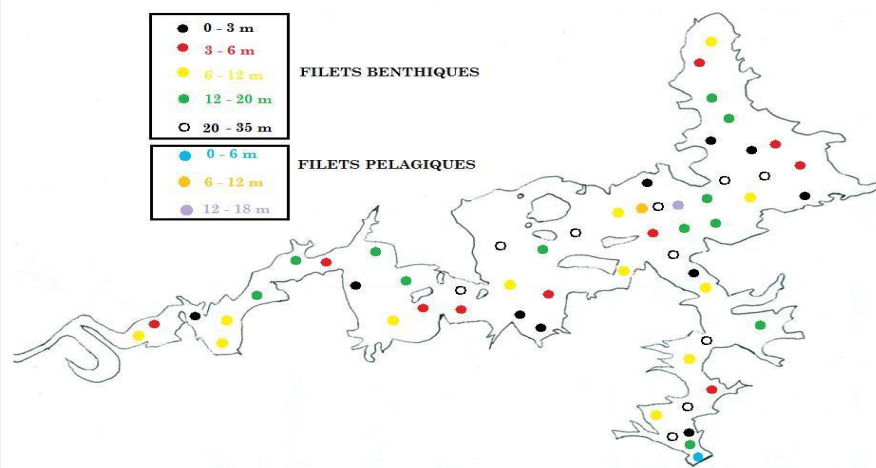 0 - 3 m
3 - 6 m
6 - 12 m
12 - 20 m
20 - 35 m
FILETS BENTHIQUES
0 - 6 m
6 - 12 m
12 - 18 m
FILETS PELAGIQUES